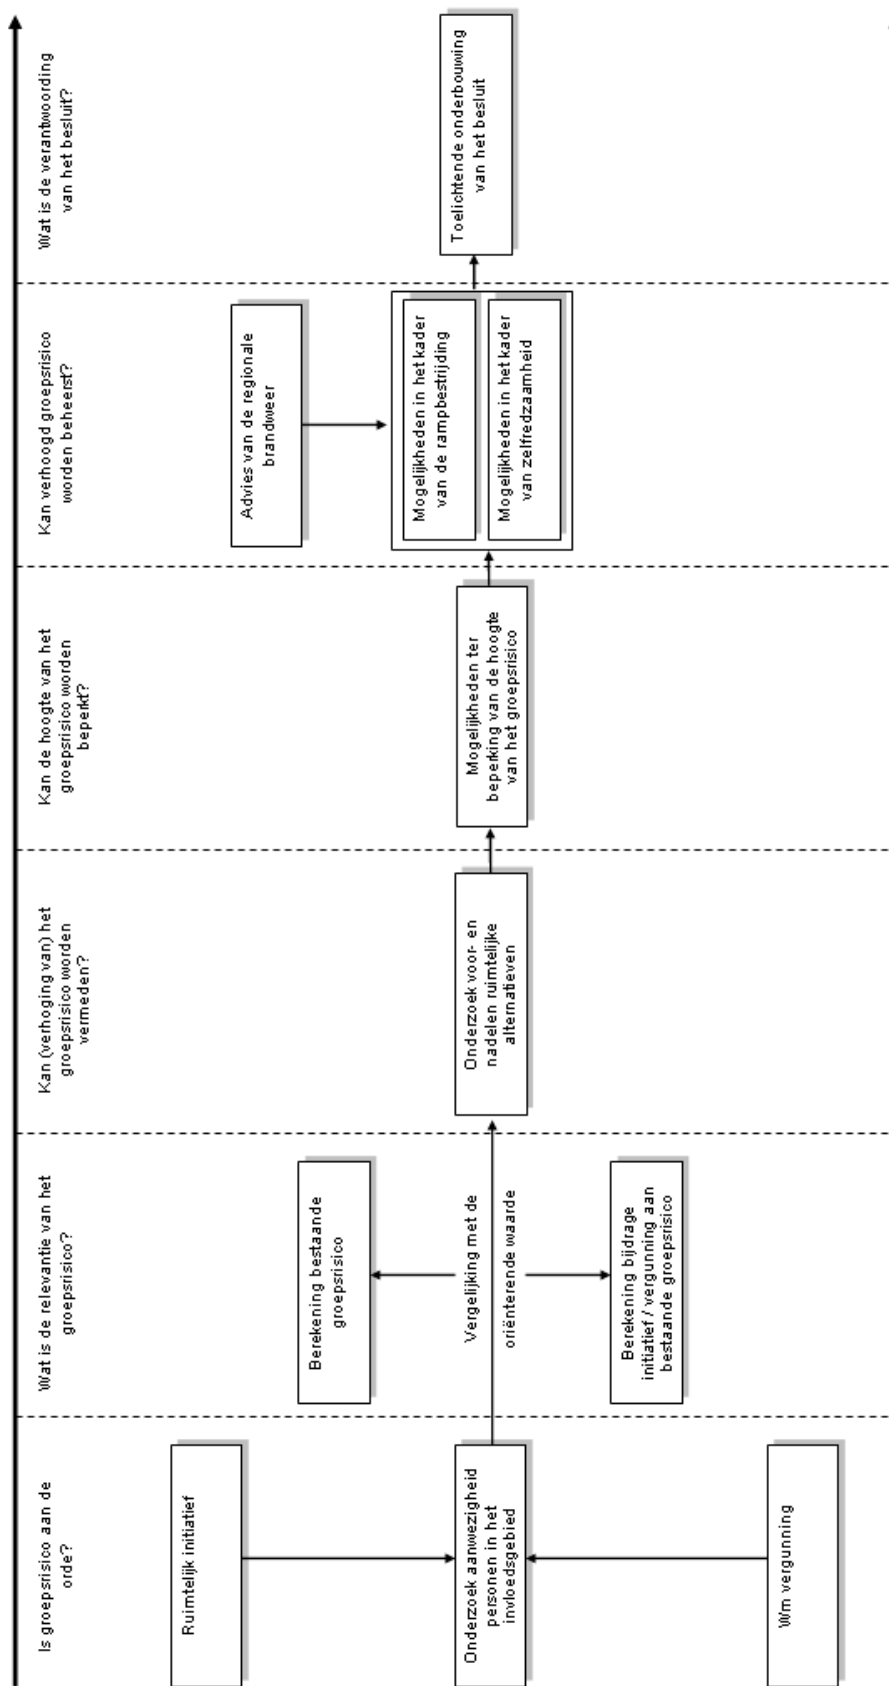 Is groepsrisico aan de
orde?
Wat is de relevantie van het
groepsrisico?
Kan (verhoging van) het
groepsrisico worden
vermeden?
Kan de hoogte van het
groepsrisico worden
beperkt?
Kan verhoogd groepsrisico
worden beheerst?
Wat is de verantwoording
van het besluit?
Ruimtelijk initiatief
Onderzoek aanwezigheid
personen in het
invloedsgebied
Wm vergunning
Berekening bestaande
groepsrisico
Vergelijking met de
oriënterende waarde
Berekening bijdrage
initiatief / vergunning aan
bestaande groepsrisico
Onderzoek voor- en
nadelen ruimtelijke
alternatieven
Mogelijkheden ter
beperking van de hoogte
van het groepsrisico
Advies van de regionale
brandweer
Mogelijkheden in het kader
van de rampbestrijding
Mogelijkheden in het kader
van zelfredzaamheid
Toelichtende onderbouwing
van het besluit